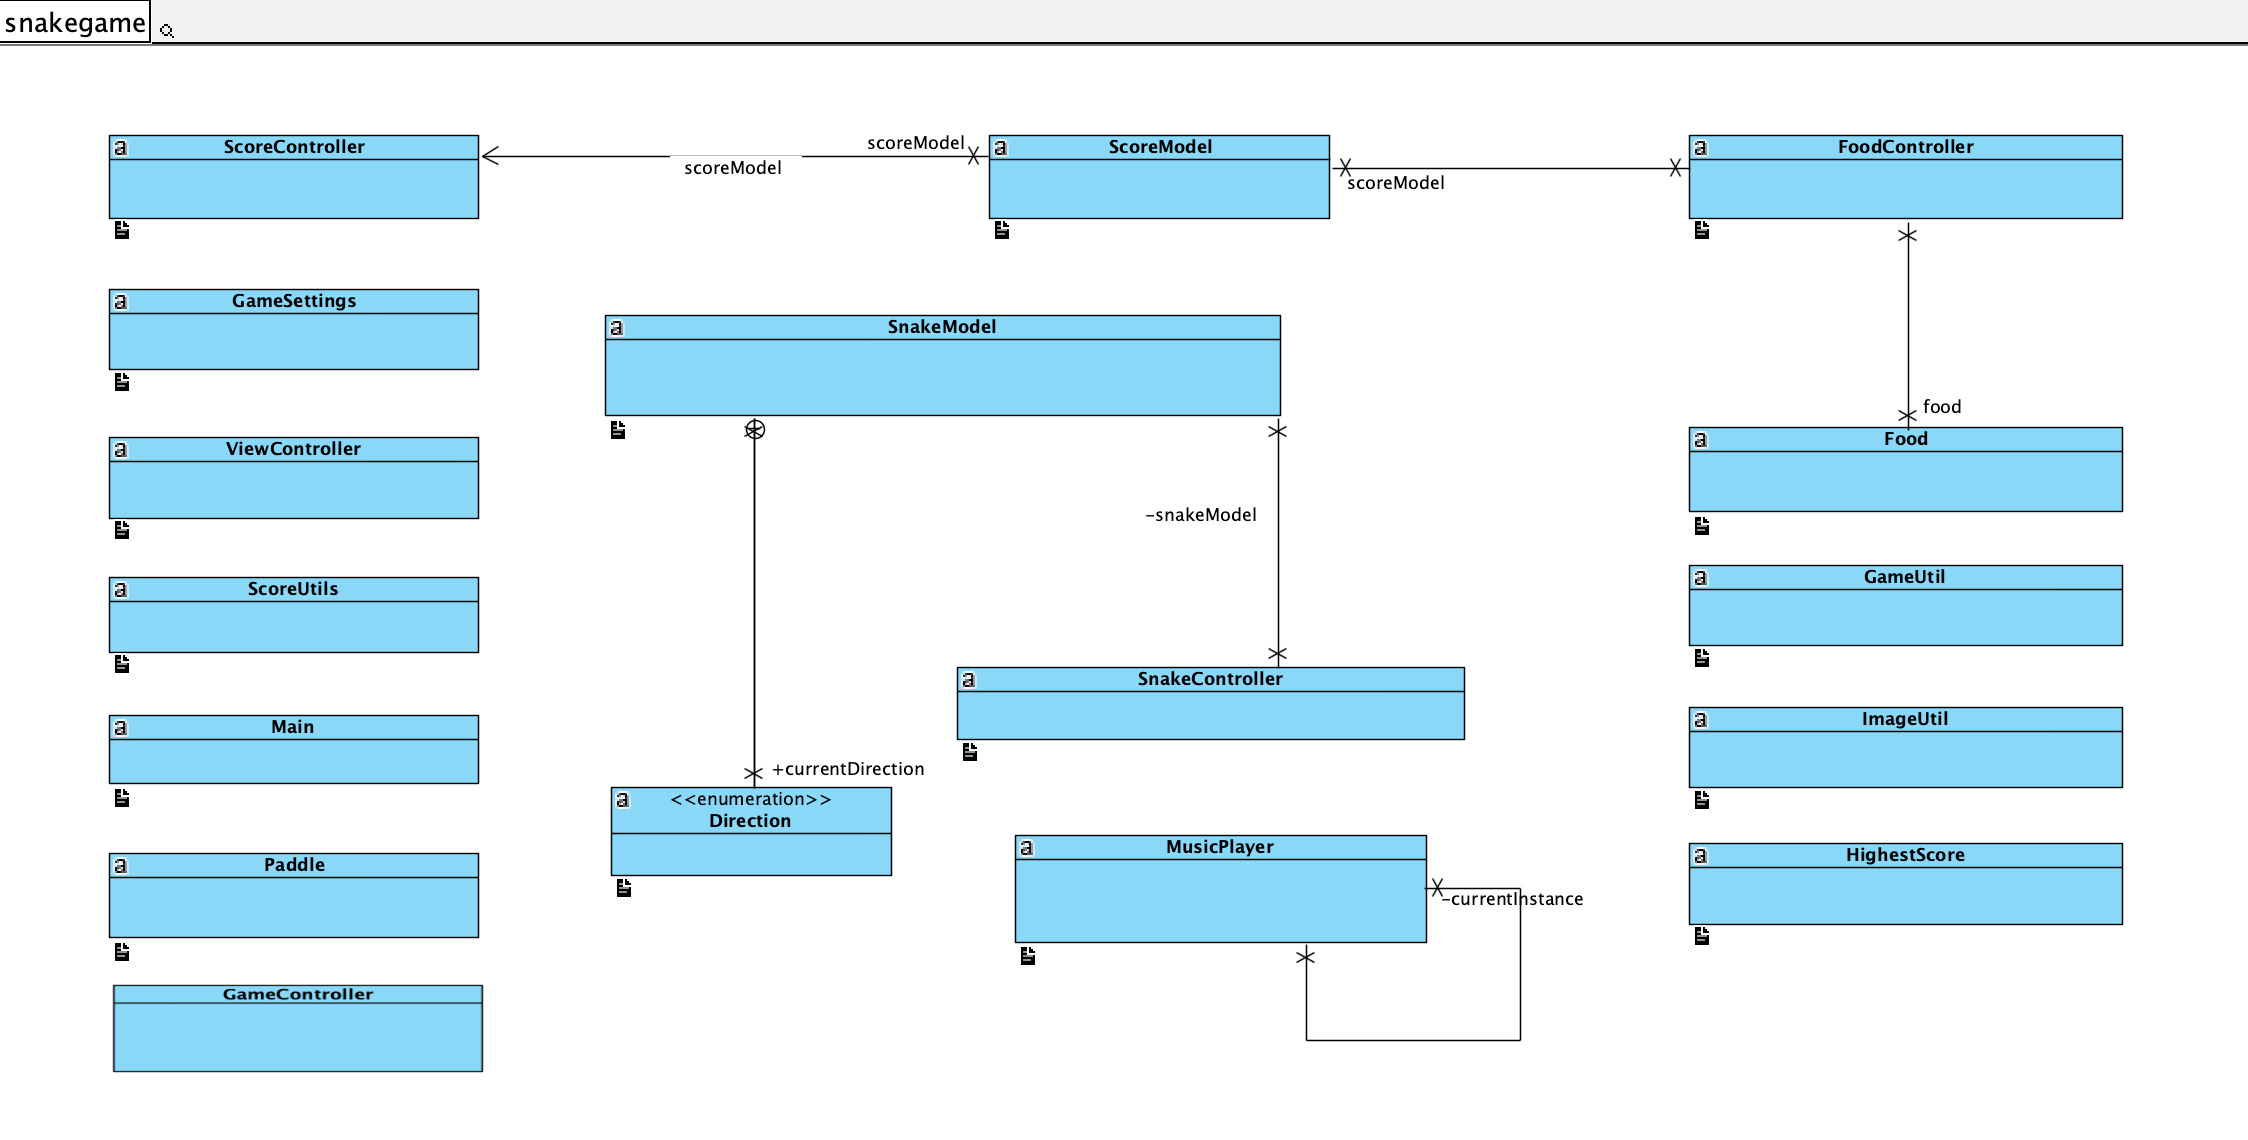 snakegame
ScoreController
scoreModel
scoreModel
ScoreModel
scoreModel
FoodController
GameSettings
SnakeModel
food
Food
ViewController
-snakeModel
GameUtil
ScoreUtils
SnakeController
ImageUtil
Main
+currentDirection
<<enumeration>>
Direction
MusicPlayer
-currentInstance
HighestScore
Paddle
GameController